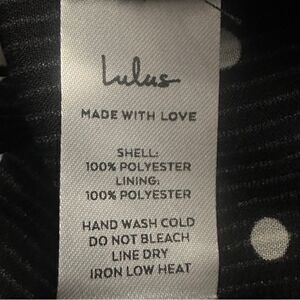 Lulus
MADE WITH LOVE
SHELL:
100% POLYESTER
LINING:
100% POLYESTER
HAND WASH COLD
DO NOT BLEACH
LINE DRY
IRON LOW HEAT